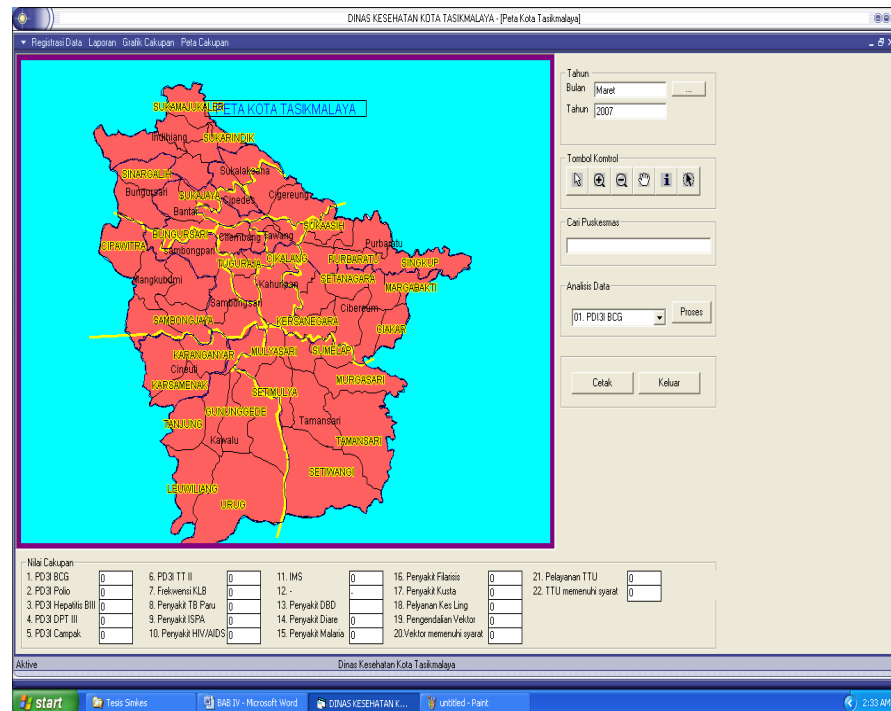 DINAS KESEHATAN KOTA TASIKMALAYA - [Peta Kota Tasikmalaya]
Registrasi Data Laporan Grafik Cakupan Peta Cakupan
PETA KOTA TASIKMALAYA
SUKAMAJUKALER
Indihiang
SUKARINDIK
SINARGALIH
Sukalaksana
Bungursari
SUKAJAYA
Cipedes
Cigereung
Bantar
BUNGURSARI
Cilembang
Tawang
SUKAASIH
CIPAWITRA
sambongpari
Purbaratu
TUGURAJA
CIKALANG
PURBARATU
SINGKUP
Mangkubumi
Kahuripan
SETANAGARA
MARGABAKTI
Sambongsari
Cibereum
SAMBONGJAYA
KERSANEGARA
CIAKAR
KARANGANYAR
MULYASARI
SUMELAP
Cineuli
KARSAMENAK
MURGASARI
SETIMULYA
GUNUNGGEDE
TANJUNG
Tamansari
Kawalu
TAMANSARI
SETIWANGI
LEUWILIANG
URUG
Tahun
Bulan Maret ...
Tahun 2007
Tombol Komtrol
Cari Puskesmas
Analisis Data
01. PDI3I BCG Proses
Cetak Keluar
Nilai Cakupan
1. PD3I BCG 0 6. PD3I TT II 0 11. IMS 0 16. Penyakit Filarisis 0 21. Pelayanan TTU 0
2. PD3I Polio 0 7. Frekwensi KLB 0 12. - - 17. Penyakit Kusta 0 22. TTU memenuhi syarat 0
3. PD3I Hepatitis BIII 0 8. Penyakit TB Paru 0 13. Penyakit DBD 0 18. Pelyanan Kes Ling 0
4. PD3I DPT III 0 9. Penyakit ISPA 0 14. Penyakit Diare 0 19. Pengendalian Vektor 0
5. PD3I Campak 0 10. Penyakit HIV/AIDS 0 15. Penyakit Malaria 0 20.Vektor memenuhi syarat 0
Aktive Dinas Kesehatan Kota Tasikmalaya
start Tesis Simkes BAB IV - Microsoft Word DINAS KESEHATAN K... untitled - Paint 2:33 AM